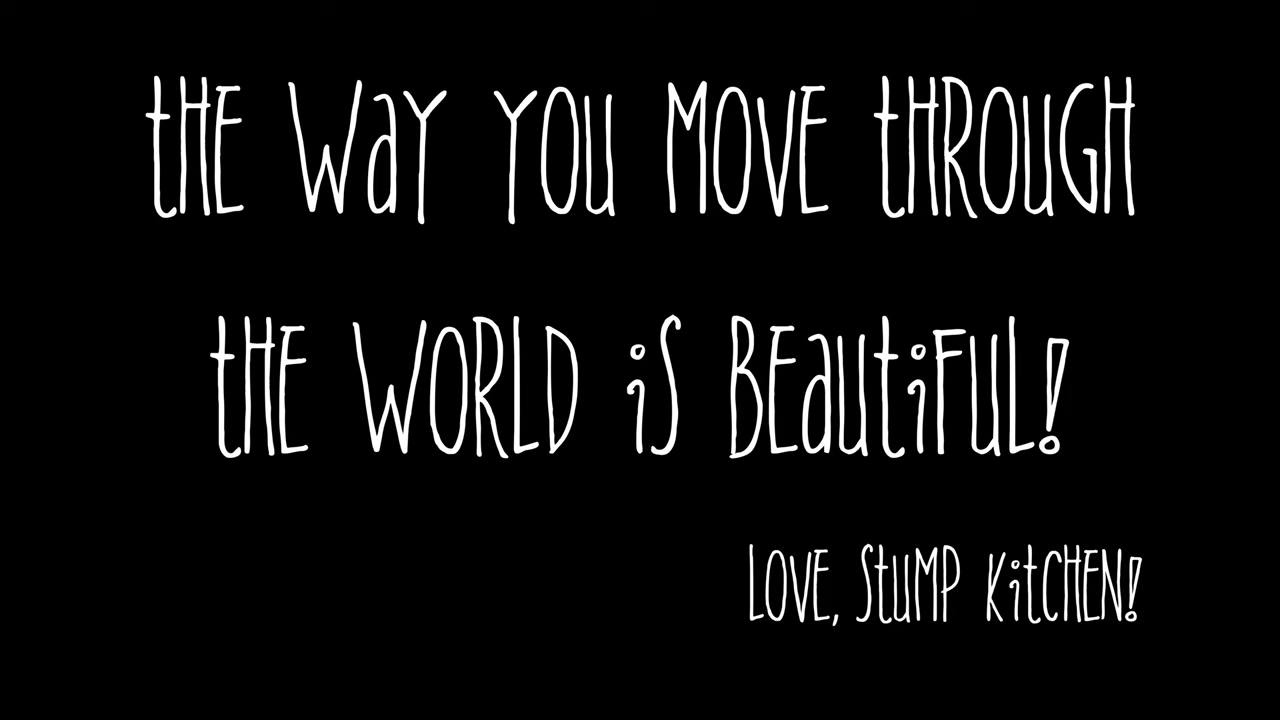 tHE WaY YOU MOVE tHROUGH
tHE WORLD iS BEautiFUL!
LOVE, StuMP KitCHEN!